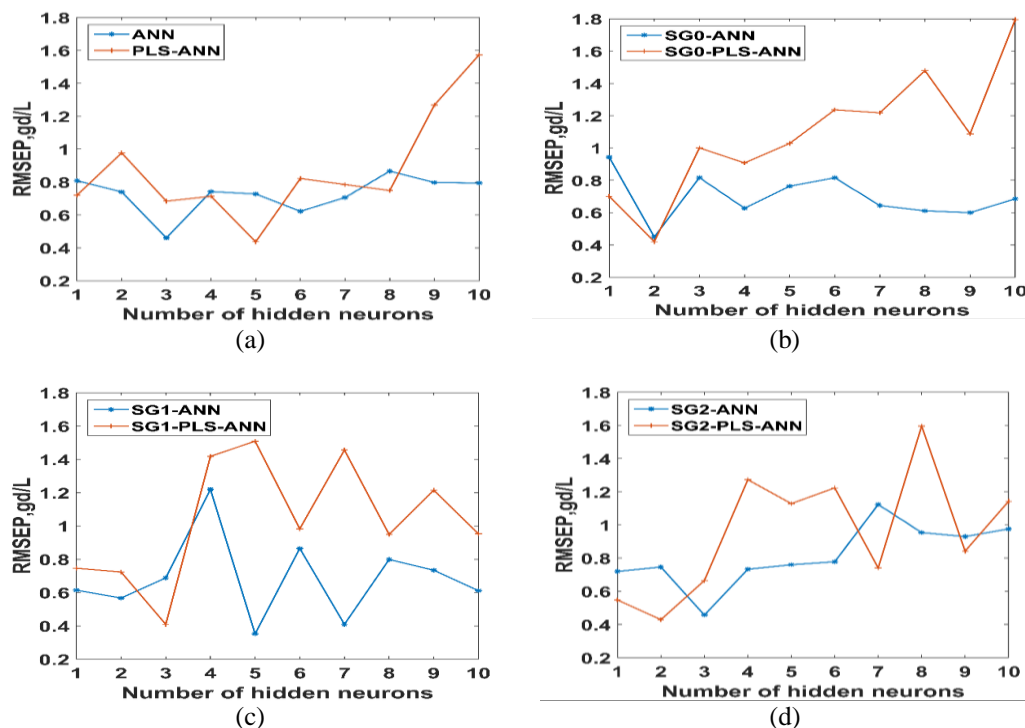 1.8
1.6
1.4
1.2
1
0.8
0.6
0.4
0.2
RMSEP,gd/L
ANN
PLS-ANN
1 2 3 4 5 6 7 8 9 10
Number of hidden neurons
(a)
1.8
1.6
1.4
1.2
1
0.8
0.6
0.4
0.2
RMSEP,gd/L
SG0-ANN
SG0-PLS-ANN
1 2 3 4 5 6 7 8 9 10
Number of hidden neurons
(b)
1.8
1.6
1.4
1.2
1
0.8
0.6
0.4
0.2
RMSEP,gd/L
SG1-ANN
SG1-PLS-ANN
1 2 3 4 5 6 7 8 9 10
Number of hidden neurons
(c)
1.8
1.6
1.4
1.2
1
0.8
0.6
0.4
0.2
RMSEP,gd/L
SG2-ANN
SG2-PLS-ANN
1 2 3 4 5 6 7 8 9 10
Number of hidden neurons
(d)